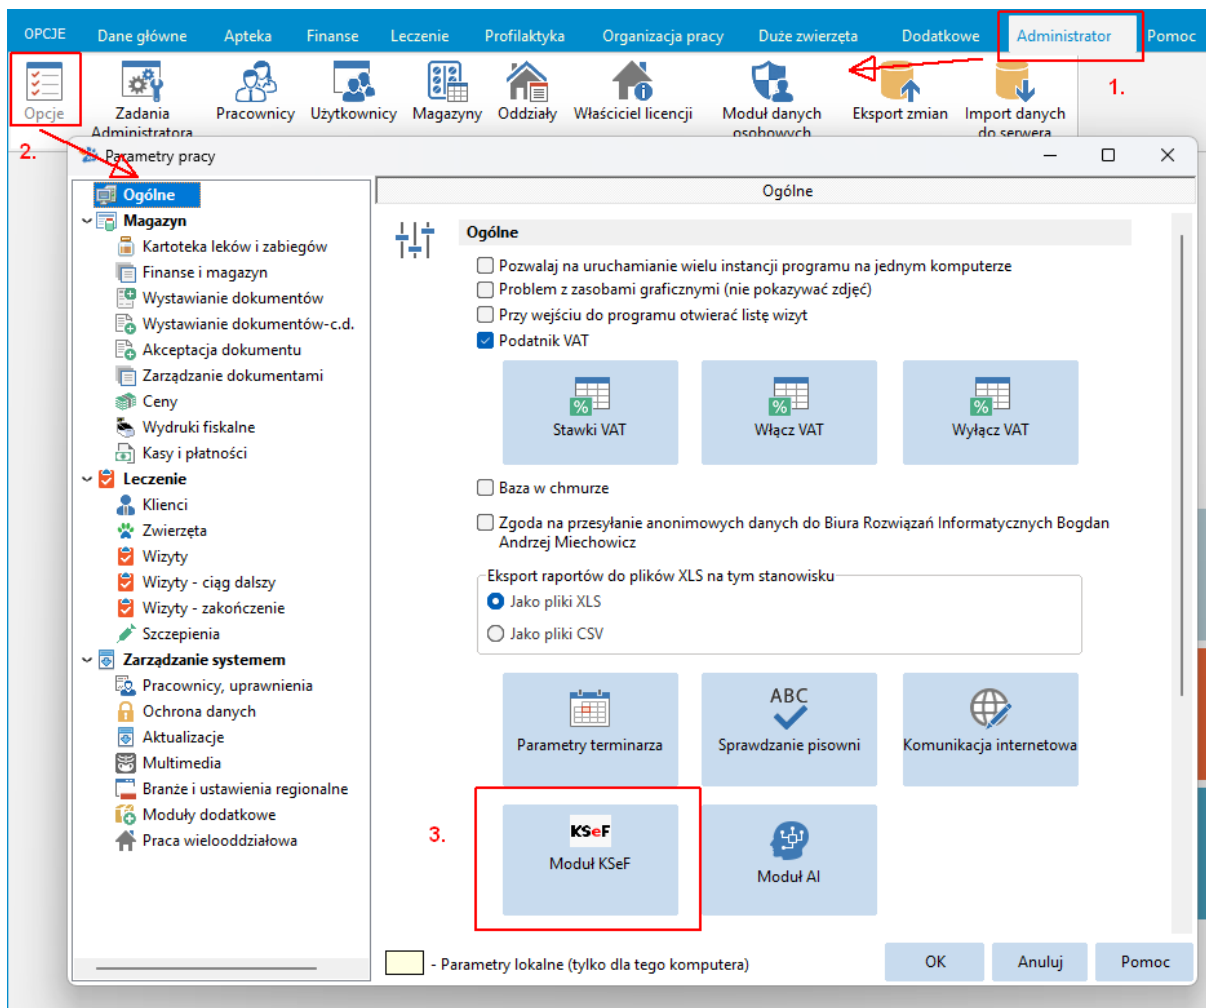 OPCJE Dane główne Apteka Finanse Leczenie Profilaktyka Organizacja pracy Duże zwierzęta Dodatkowe Administrator Pomoc
1.
Opcje Zadania Pracownicy Użytkownicy Magazyny Oddziały Właściciel licencji Moduł danych Eksport zmian Import danych
Administratora osobowych do serwera
2.
Parametry pracy
Ogólne
Magazyn
Kartoteka leków i zabiegów
Finanse i magazyn
Wystawianie dokumentów
Wystawianie dokumentów-c.d.
Akceptacja dokumentu
Zarządzanie dokumentami
Ceny
Wydruki fiskalne
Kasy i płatności
Leczenie
Klienci
Zwierzęta
Wizyty
Wizyty - ciąg dalszy
Wizyty - zakończenie
Szczepienia
Zarządzanie systemem
Pracownicy, uprawnienia
Ochrona danych
Aktualizacje
Multimedia
Branże i ustawienia regionalne
Moduły dodatkowe
Praca wielooddziałowa
Ogólne
Ogólne
Pozwalaj na uruchamianie wielu instancji programu na jednym komputerze
Problem z zasobami graficznymi (nie pokazywać zdjęć)
Przy wejściu do programu otwierać listę wizyt
Podatnik VAT
% % %
Stawki VAT Włącz VAT Wyłącz VAT
Baza w chmurze
Zgoda na przesyłanie anonimowych danych do Biura Rozwiązań Informatycznych Bogdan
Andrzej Miechowicz
Eksport raportów do plików XLS na tym stanowisku
Jako pliki XLS
Jako pliki CSV
ABC
Parametry terminarza Sprawdzanie pisowni Komunikacja internetowa
3.
KSeF
Moduł KSeF Moduł AI
- Parametry lokalne (tylko dla tego komputera)
OK Anuluj Pomoc